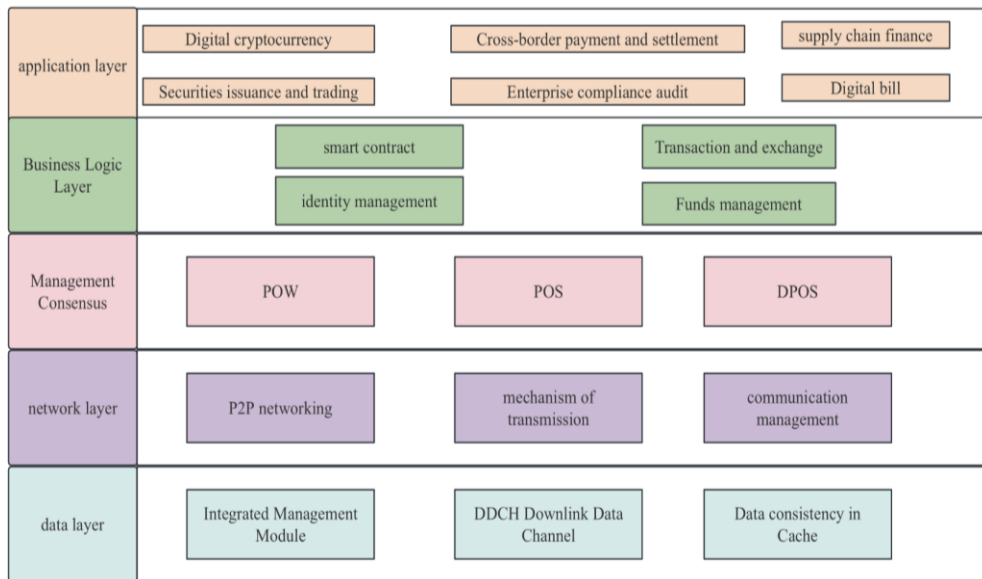 application layer
Digital cryptocurrency
Cross-border payment and settlement
supply chain finance
Securities issuance and trading
Enterprise compliance audit
Digital bill
Business Logic
Layer
smart contract
Transaction and exchange
identity management
Funds management
Management
Consensus
POW
POS
DPOS
network layer
P2P networking
mechanism of
transmission
communication
management
data layer
Integrated Management
Module
DDCH Downlink Data
Channel
Data consistency in
Cache